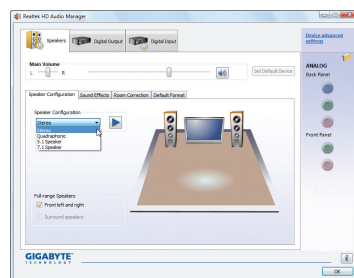 Realtek HD Audio Manager
Speakers
Digital Output
Digital Input
Device advanced
settings
Main Volume
L
R
Set Default Device
ANALOG
Back Panel
Speaker Configuration
Sound Effects
Room Correction
Default Format
Speaker Configuration
Stereo
Stereo
Quadraphonic
5.1 Speaker
7.1 Speaker
Front Panel
Full-range Speakers
Front left and right
Surround speakers
GIGABYTE
TECHNOLOGY
i
OK